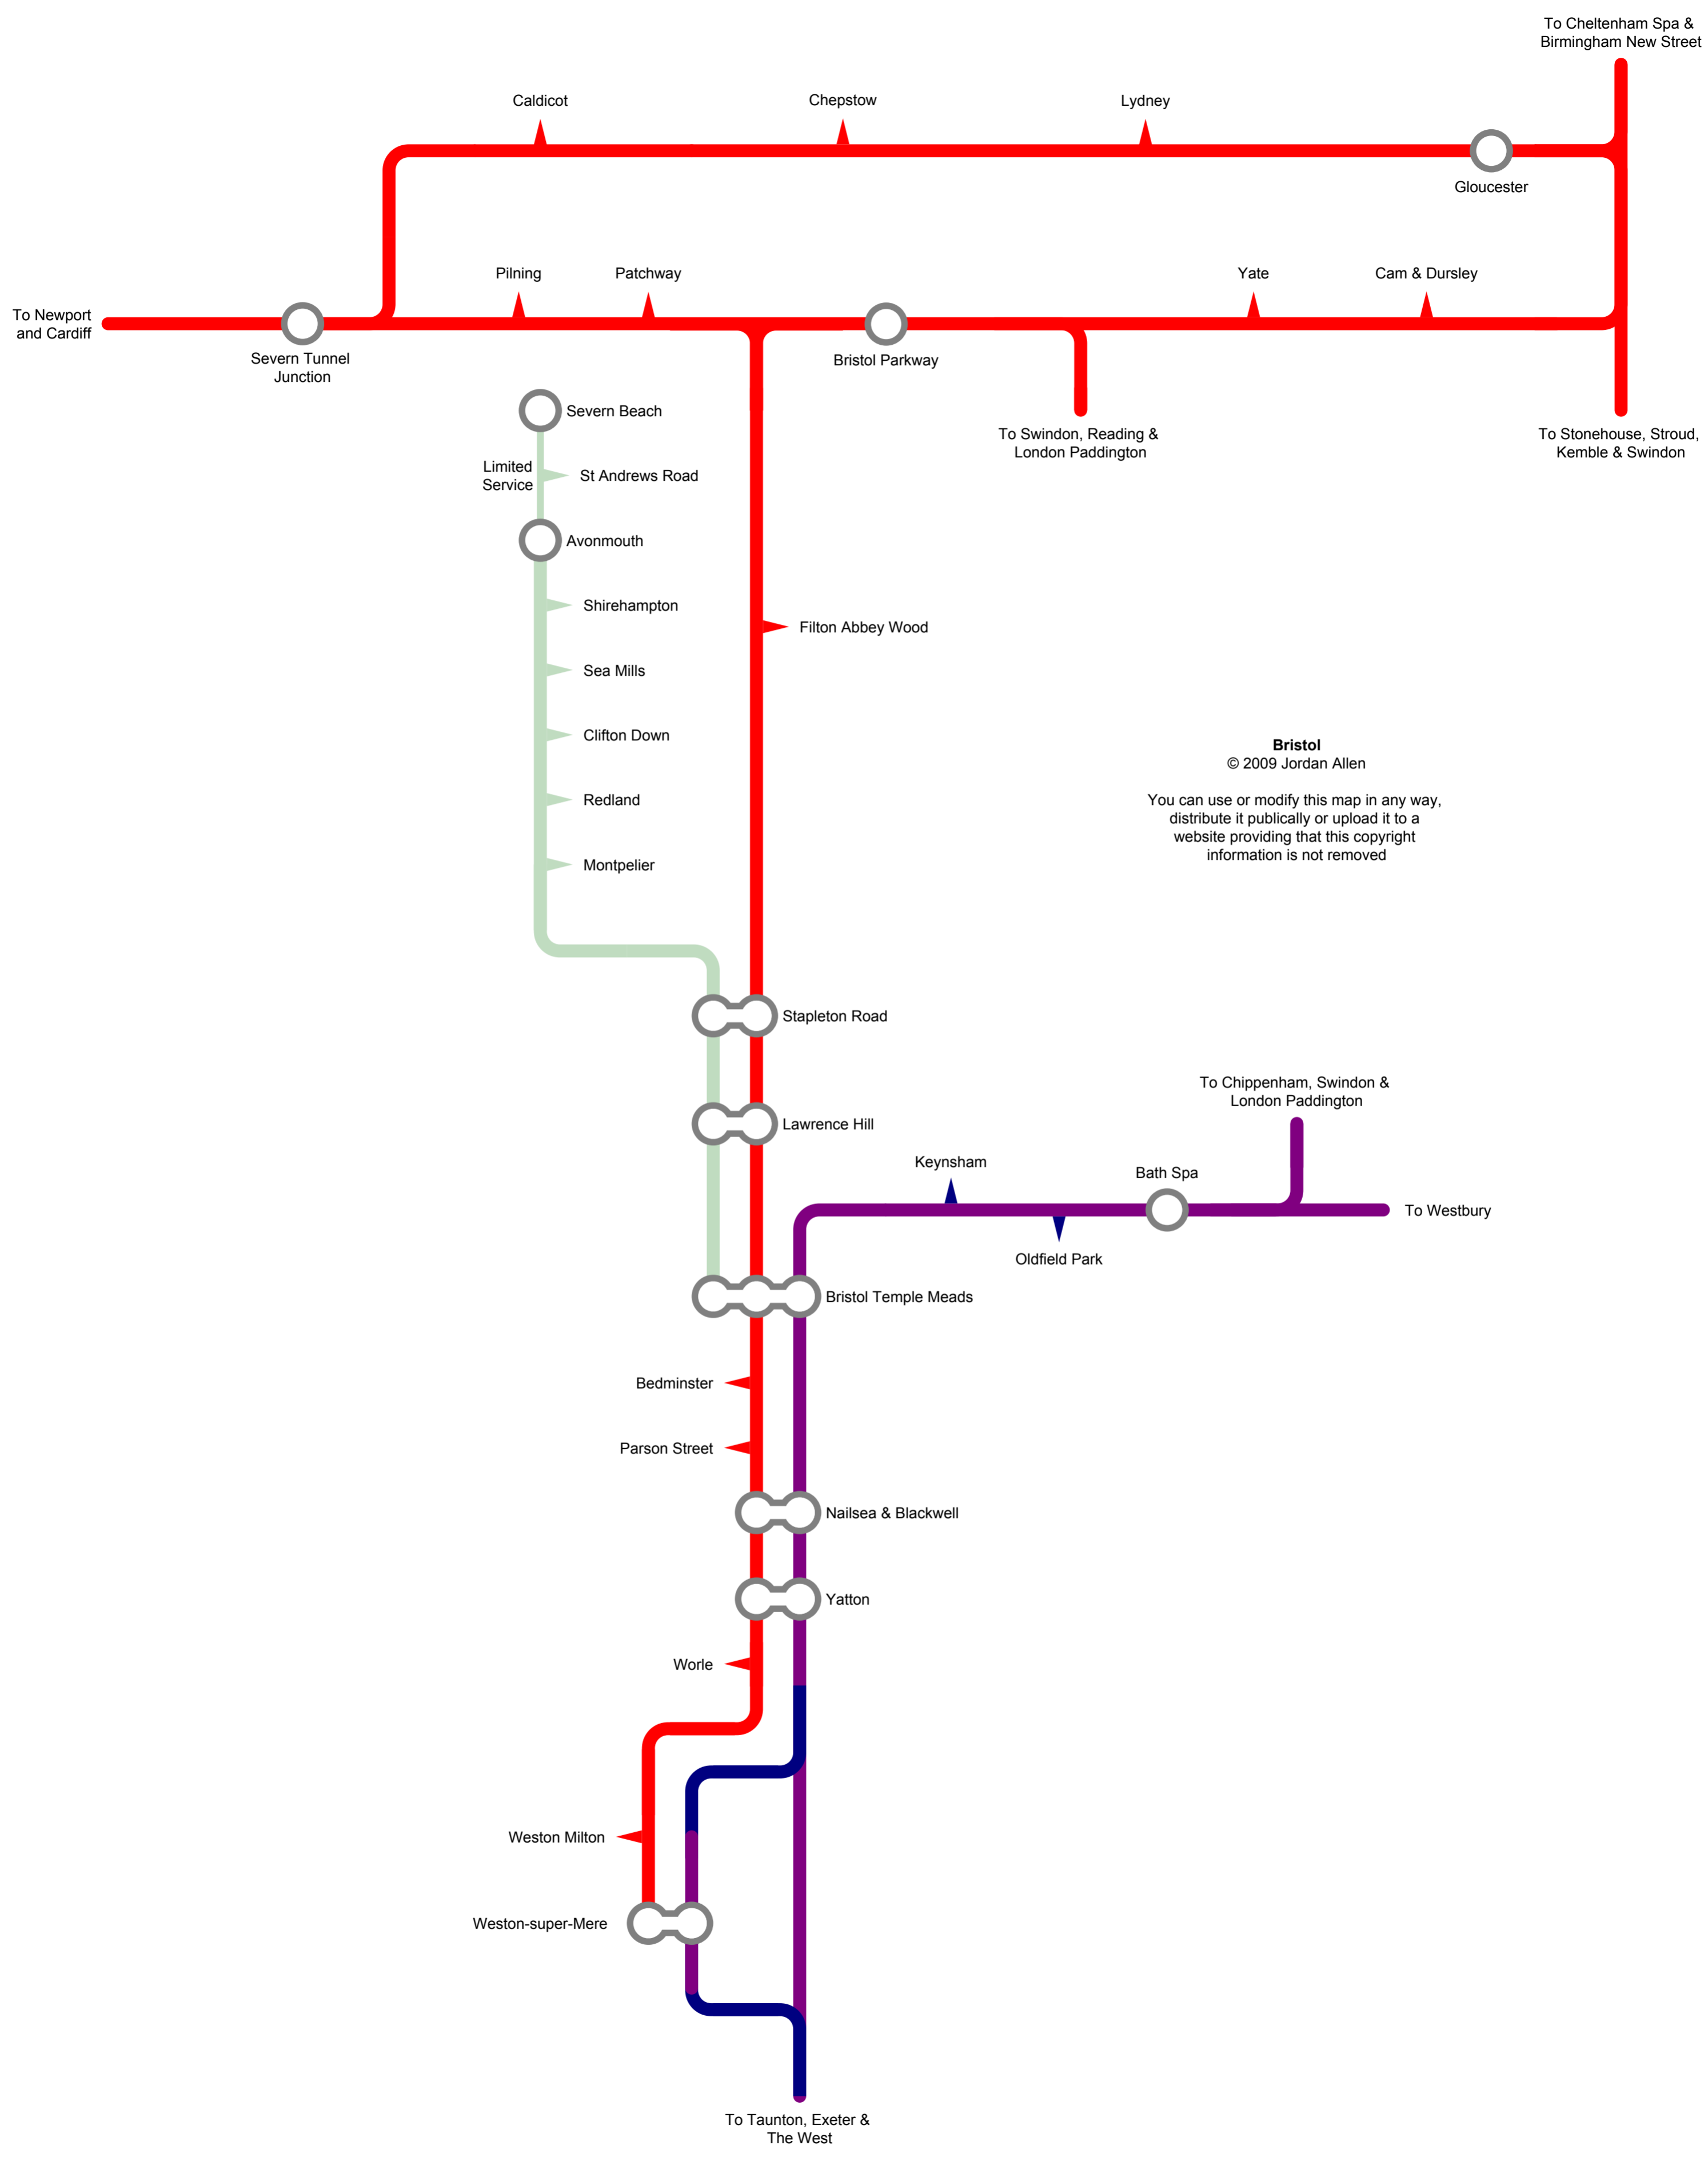 To Cheltenham Spa &
Birmingham New Street
Caldicot
Chepstow
Lydney
Gloucester
Pilning
Patchway
Yate
Cam & Dursley
To Newport
and Cardiff
Severn Tunnel
Junction
Bristol Parkway
Severn Beach
To Swindon, Reading &
London Paddington
To Stonehouse, Stroud,
Kemble & Swindon
Limited
Service
St Andrews Road
Avonmouth
Shirehampton
Filton Abbey Wood
Sea Mills
Clifton Down
Redland
Montpelier
Bristol
© 2009 Jordan Allen
You can use or modify this map in any way,
distribute it publically or upload it to a
website providing that this copyright
information is not removed
Stapleton Road
Lawrence Hill
To Chippenham, Swindon &
London Paddington
Keynsham
Bath Spa
To Westbury
Oldfield Park
Bristol Temple Meads
Bedminster
Parson Street
Nailsea & Blackwell
Yatton
Worle
Weston Milton
Weston-super-Mere
To Taunton, Exeter &
The West